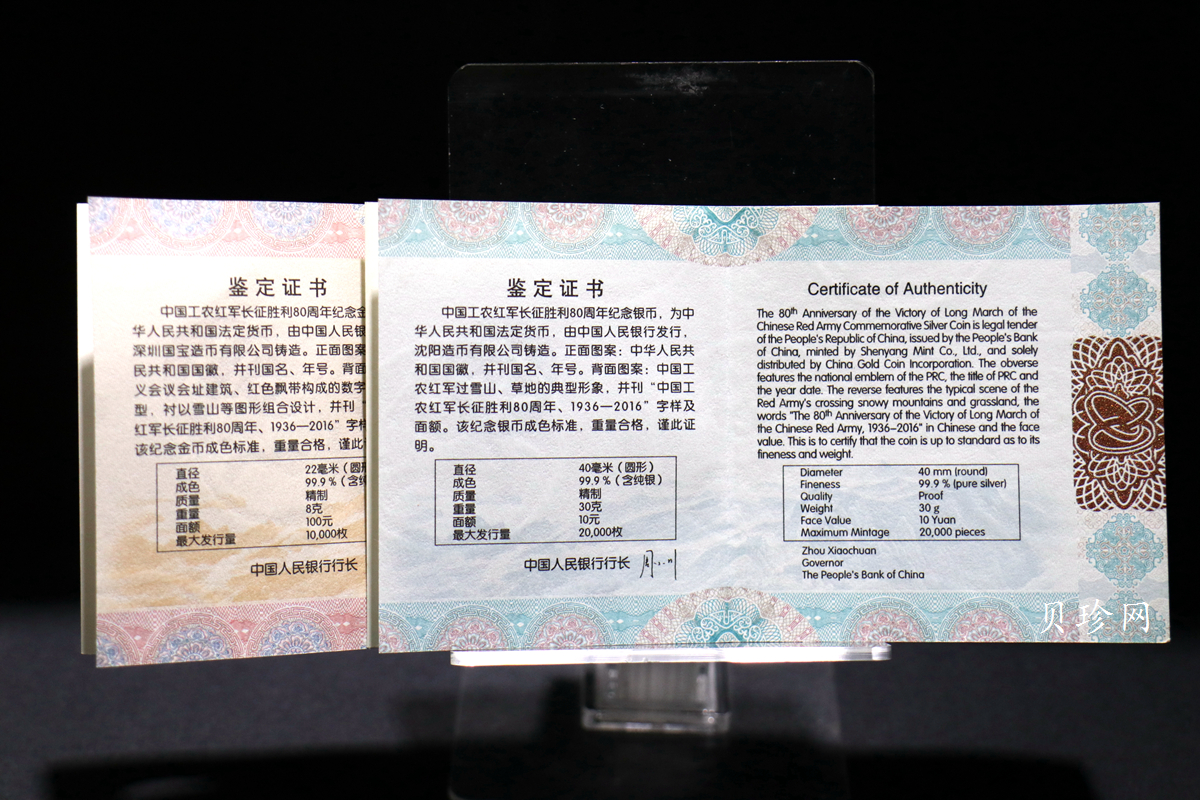 鉴定证书
中国工农红军长征胜利80周年纪念金
华人民共和国法定货币，由中国人民银
深圳国宝造币有限公司铸造。正面图案
民共和国国徽，并刊国名、年号。背面
义会议会址建筑、红色飘带构成的数字
型，衬以雪山等图形组合设计，并刊“
红军长征胜利80周年、1936—2016”字样
该纪念金币成色标准，重量合格，谨此
直径 22毫米（圆形
成色 99.9％（含纯
质量 精制
重量 8克
面额 100元
最大发行量 10,000枚
中国人民银行行长
鉴定证书
中国工农红军长征胜利80周年纪念银币，为中
华人民共和国法定货币，由中国人民银行发行，
沈阳造币有限公司铸造。正面图案：中华人民共
和国国徽，并刊国名、年号。背面图案：中国工
农红军过雪山、草地的典型形象，并刊“中国工
农红军长征胜利80周年、1936—2016”字样及
面额。该纪念银币成色标准，重量合格，谨此证
明。
直径 40毫米（圆形）
成色 99.9％（含纯银）
质量 精制
重量 30克
面额 10元
最大发行量 20,000枚
中国人民银行行长
Certificate of Authenticity
The 80th Anniversary of the Victory of Long March of the
Chinese Red Army Commemorative Silver Coin is legal tender
of the People's Republic of China, issued by the People's Bank
of China, minted by Shenyang Mint Co., Ltd., and solely
distributed by China Gold Coin Incorporation. The obverse
features the national emblem of the PRC, the title of PRC and
the year date. The reverse features the typical scene of the
Red Army's crossing snowy mountains and grassland, the
words "The 80th Anniversary of the Victory of Long March of
the Chinese Red Army, 1936-2016" in Chinese and the face
value. This is to certify that the coin is up to standard as to its
fineness and weight.
Diameter 40 mm (round)
Fineness 99.9 % (pure silver)
Quality Proof
Weight 30 g
Face Value 10 Yuan
Maximum Mintage 20,000 pieces
Zhou Xiaochuan
Governor
The People's Bank of China
贝珍网